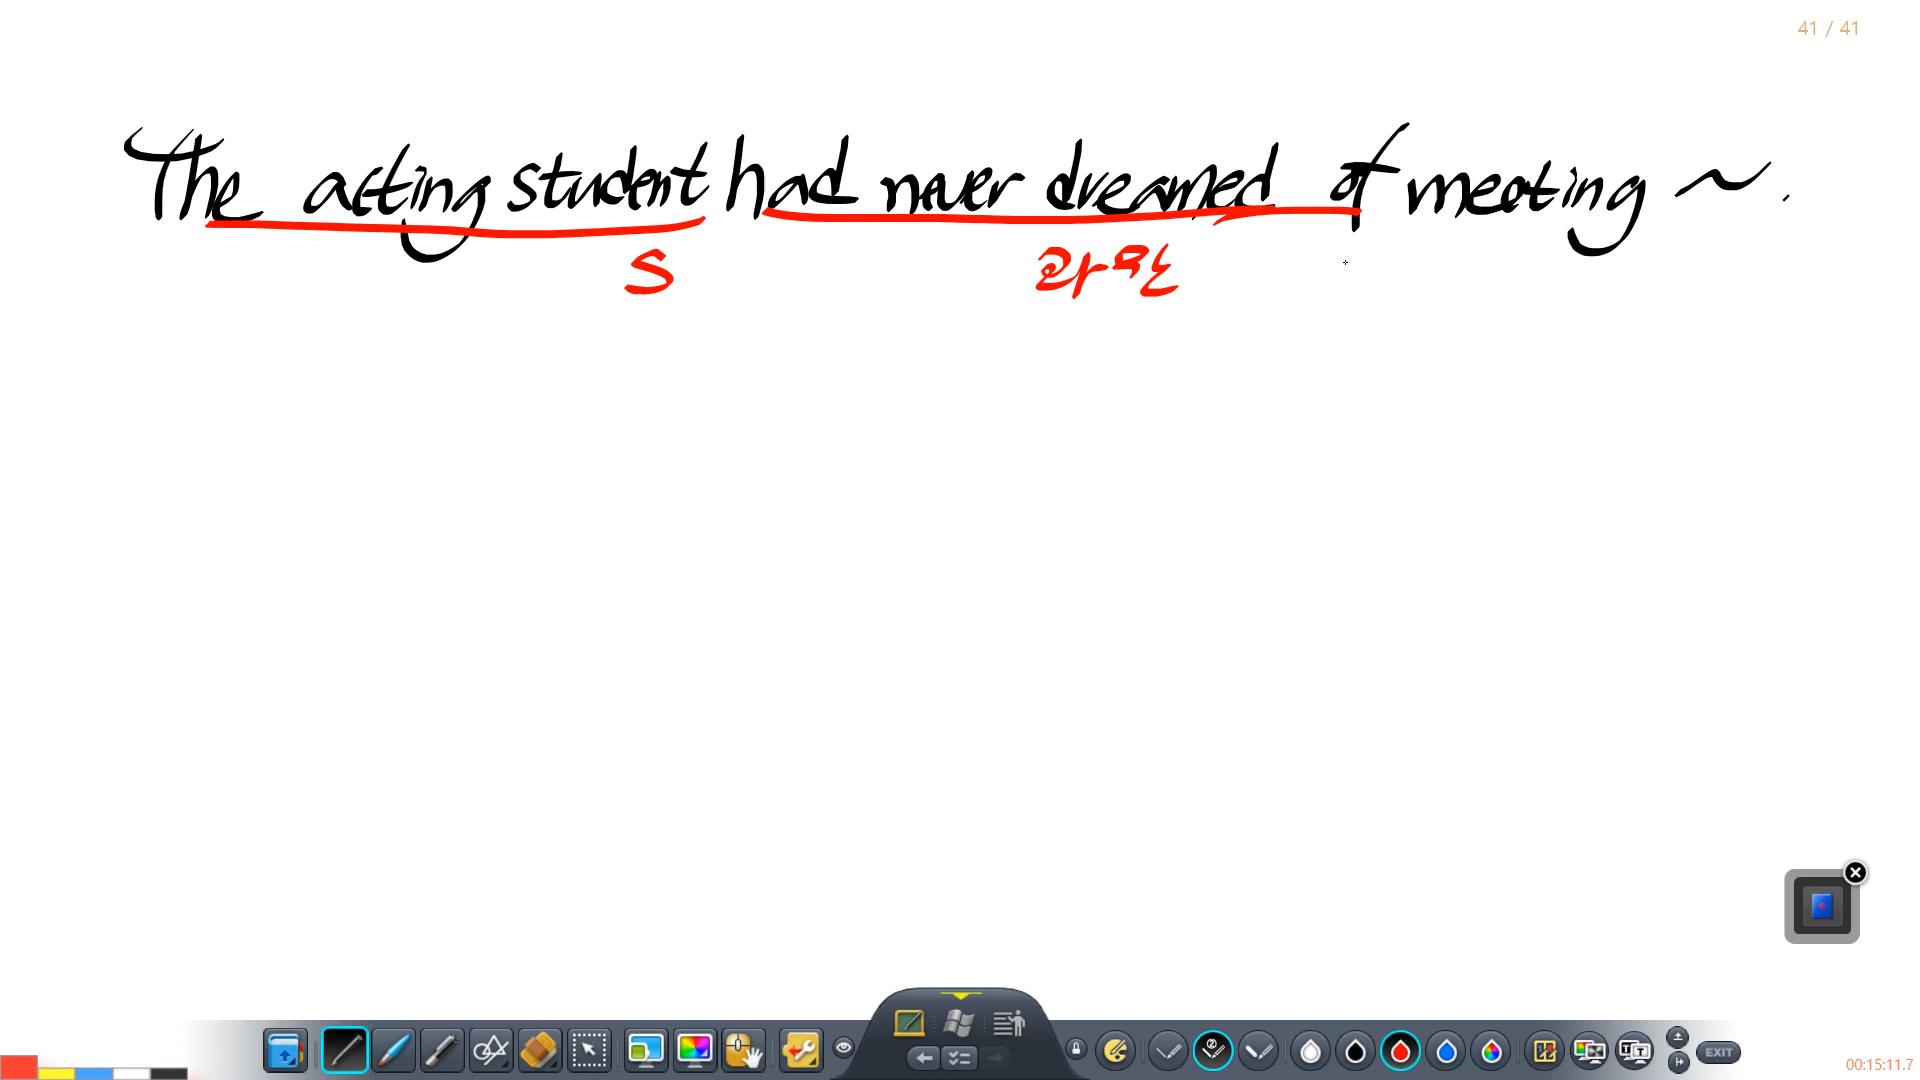 41 / 41
The acting student had never dreamed of meeting ~.
S 과완
EXIT
00:15:11.7